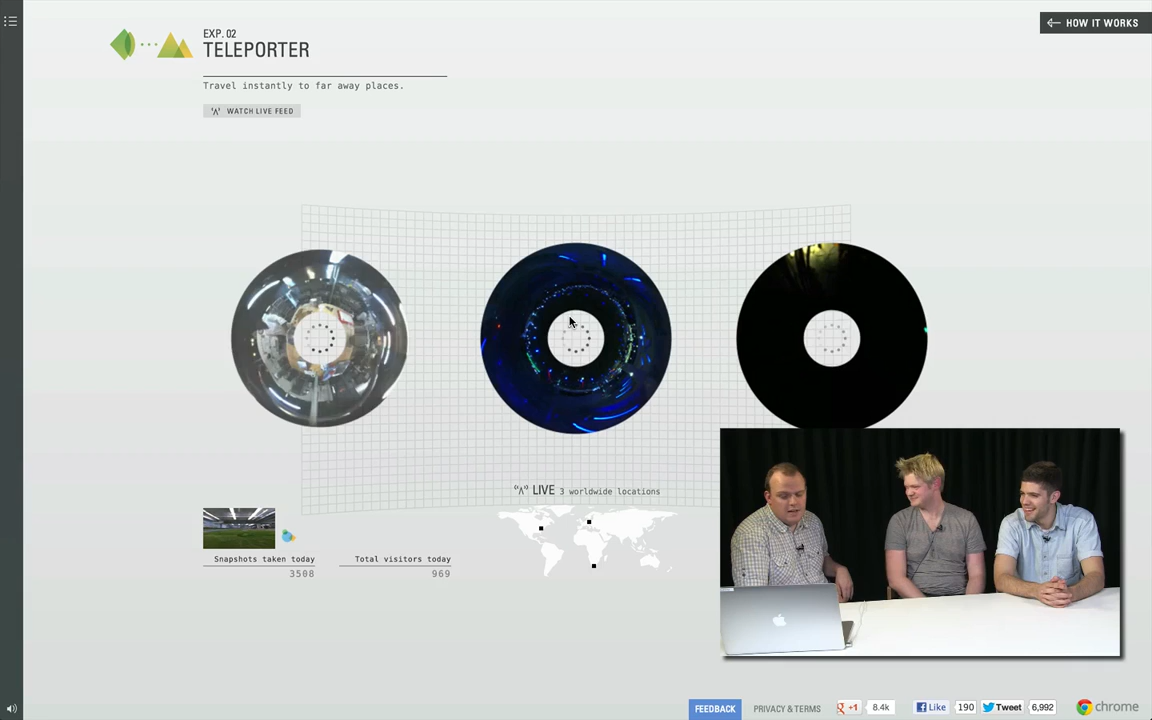 HOW IT WORKS
EXP. 02
TELEPORTER
Travel instantly to far away places.
WATCH LIVE FEED
LIVE 3 worldwide locations
Snapshots taken today
3508
Total visitors today
969
FEEDBACK
PRIVACY & TERMS
+1
8.4k
Like
190
Tweet
6,992
chrome